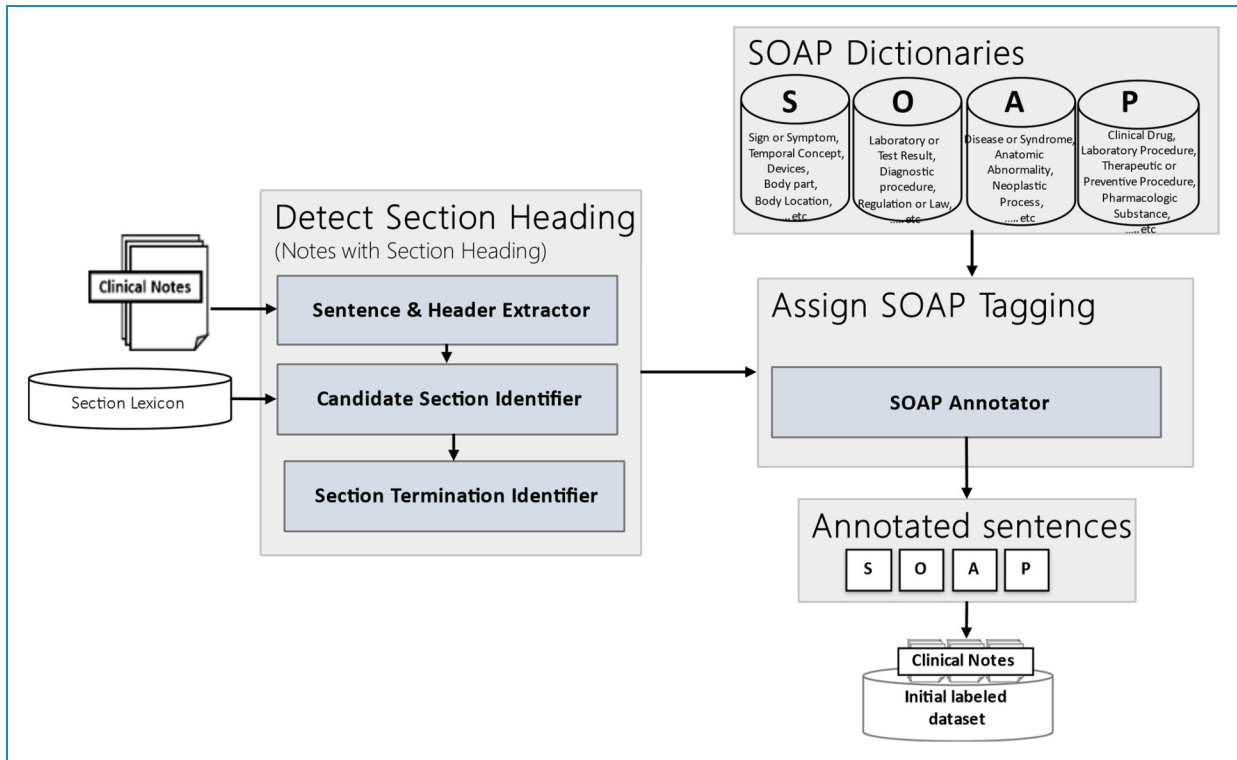 SOAP Dictionaries
S
Sign or Symptom,
Temporal Concept,
Devices,
Body part,
Body Location,
....etc
O
Laboratory or
Test Result,
Diagnostic
procedure,
Regulation or Law,
..... etc
A
Disease or Syndrome,
Anatomic
Abnormality,
Neoplastic
Process,
..... etc
P
Clinical Drug,
Laboratory Procedure,
Therapeutic or
Preventive Procedure,
Pharmacologic
Substance,
..... etc
Detect Section Heading
(Notes with Section Heading)
Clinical Notes
Sentence & Header Extractor
Section Lexicon
Candidate Section Identifier
Section Termination Identifier
Assign SOAP Tagging
SOAP Annotator
Annotated sentences
S O A P
Clinical Notes
Initial labeled
dataset